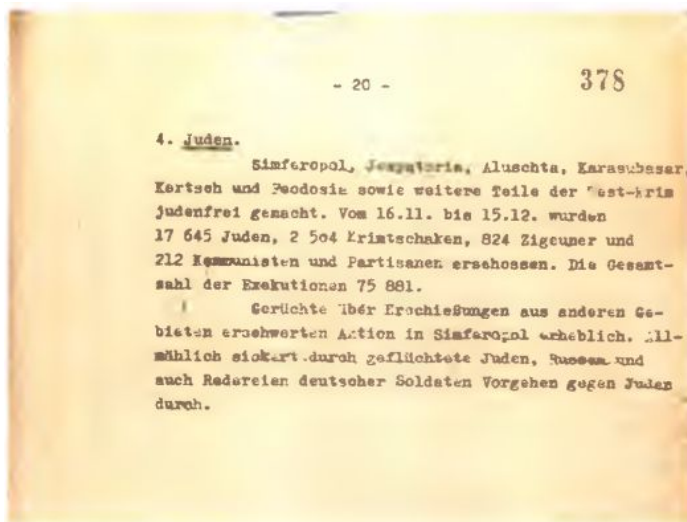 - 20 -
378
4. Juden.
Simferopol, Jewpatoria, Aluschta, Karasubasar,
Kertsch und Feodosia sowie weitere Teile der West-krim
judenfrei gemacht. Vom 16.11. bis 15.12. wurden
17 645 Juden, 2 504 Krimtschaken, 824 Zigeuner und
212 Kommunisten und Partisanen erschossen. Die Gesamt-
zahl der Exekutionen 75 881.
Gerüchte über Erschießungen aus anderen Ge-
bieten erschwerten Action in Simferopol erheblich. All-
mählich sickert durch geflüchtete Juden, Russen und
auch Redereien deutscher Soldaten Vorgehen gegen Juden
durch.